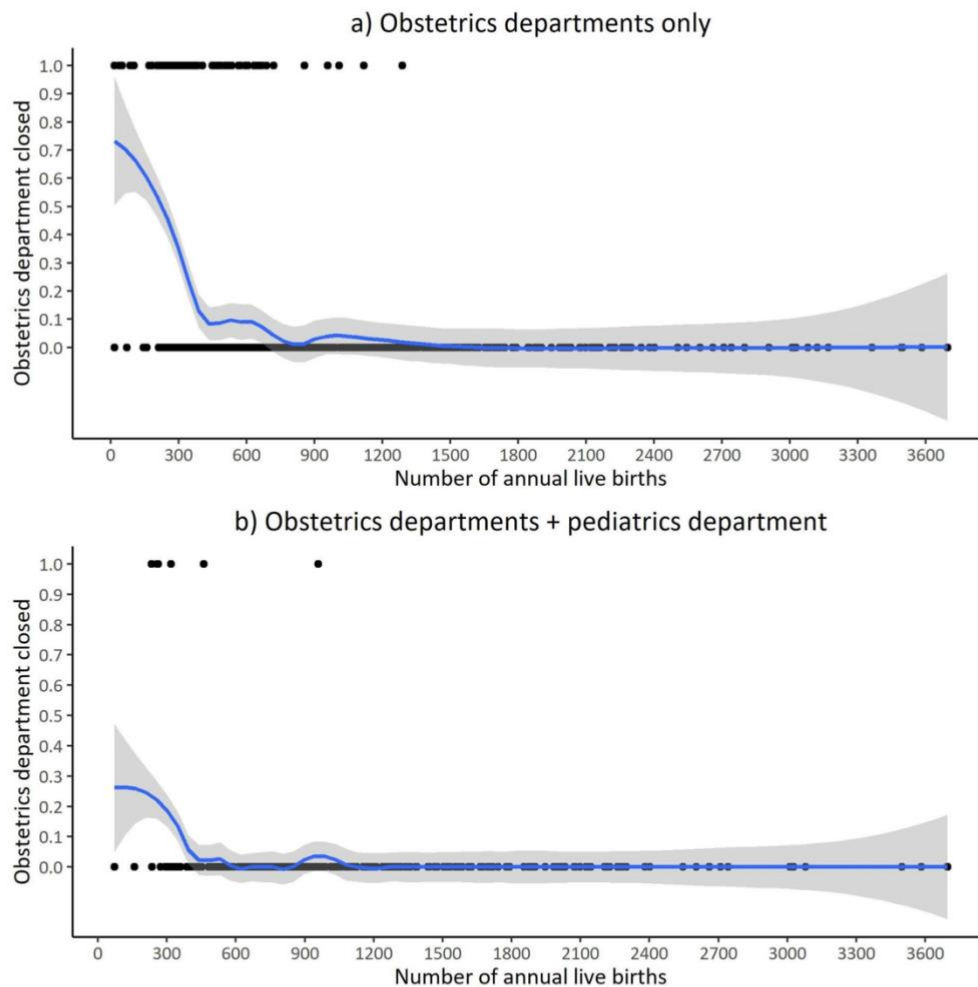 a) Obstetrics departments only
Obstetrics department closed
1.0
0.9
0.8
0.7
0.6
0.5
0.4
0.3
0.2
0.1
0.0
0 300 600 900 1200 1500 1800 2100 2400 2700 3000 3300 3600
Number of annual live births
b) Obstetrics departments + pediatrics department
Obstetrics department closed
1.0
0.9
0.8
0.7
0.6
0.5
0.4
0.3
0.2
0.1
0.0
0 300 600 900 1200 1500 1800 2100 2400 2700 3000 3300 3600
Number of annual live births